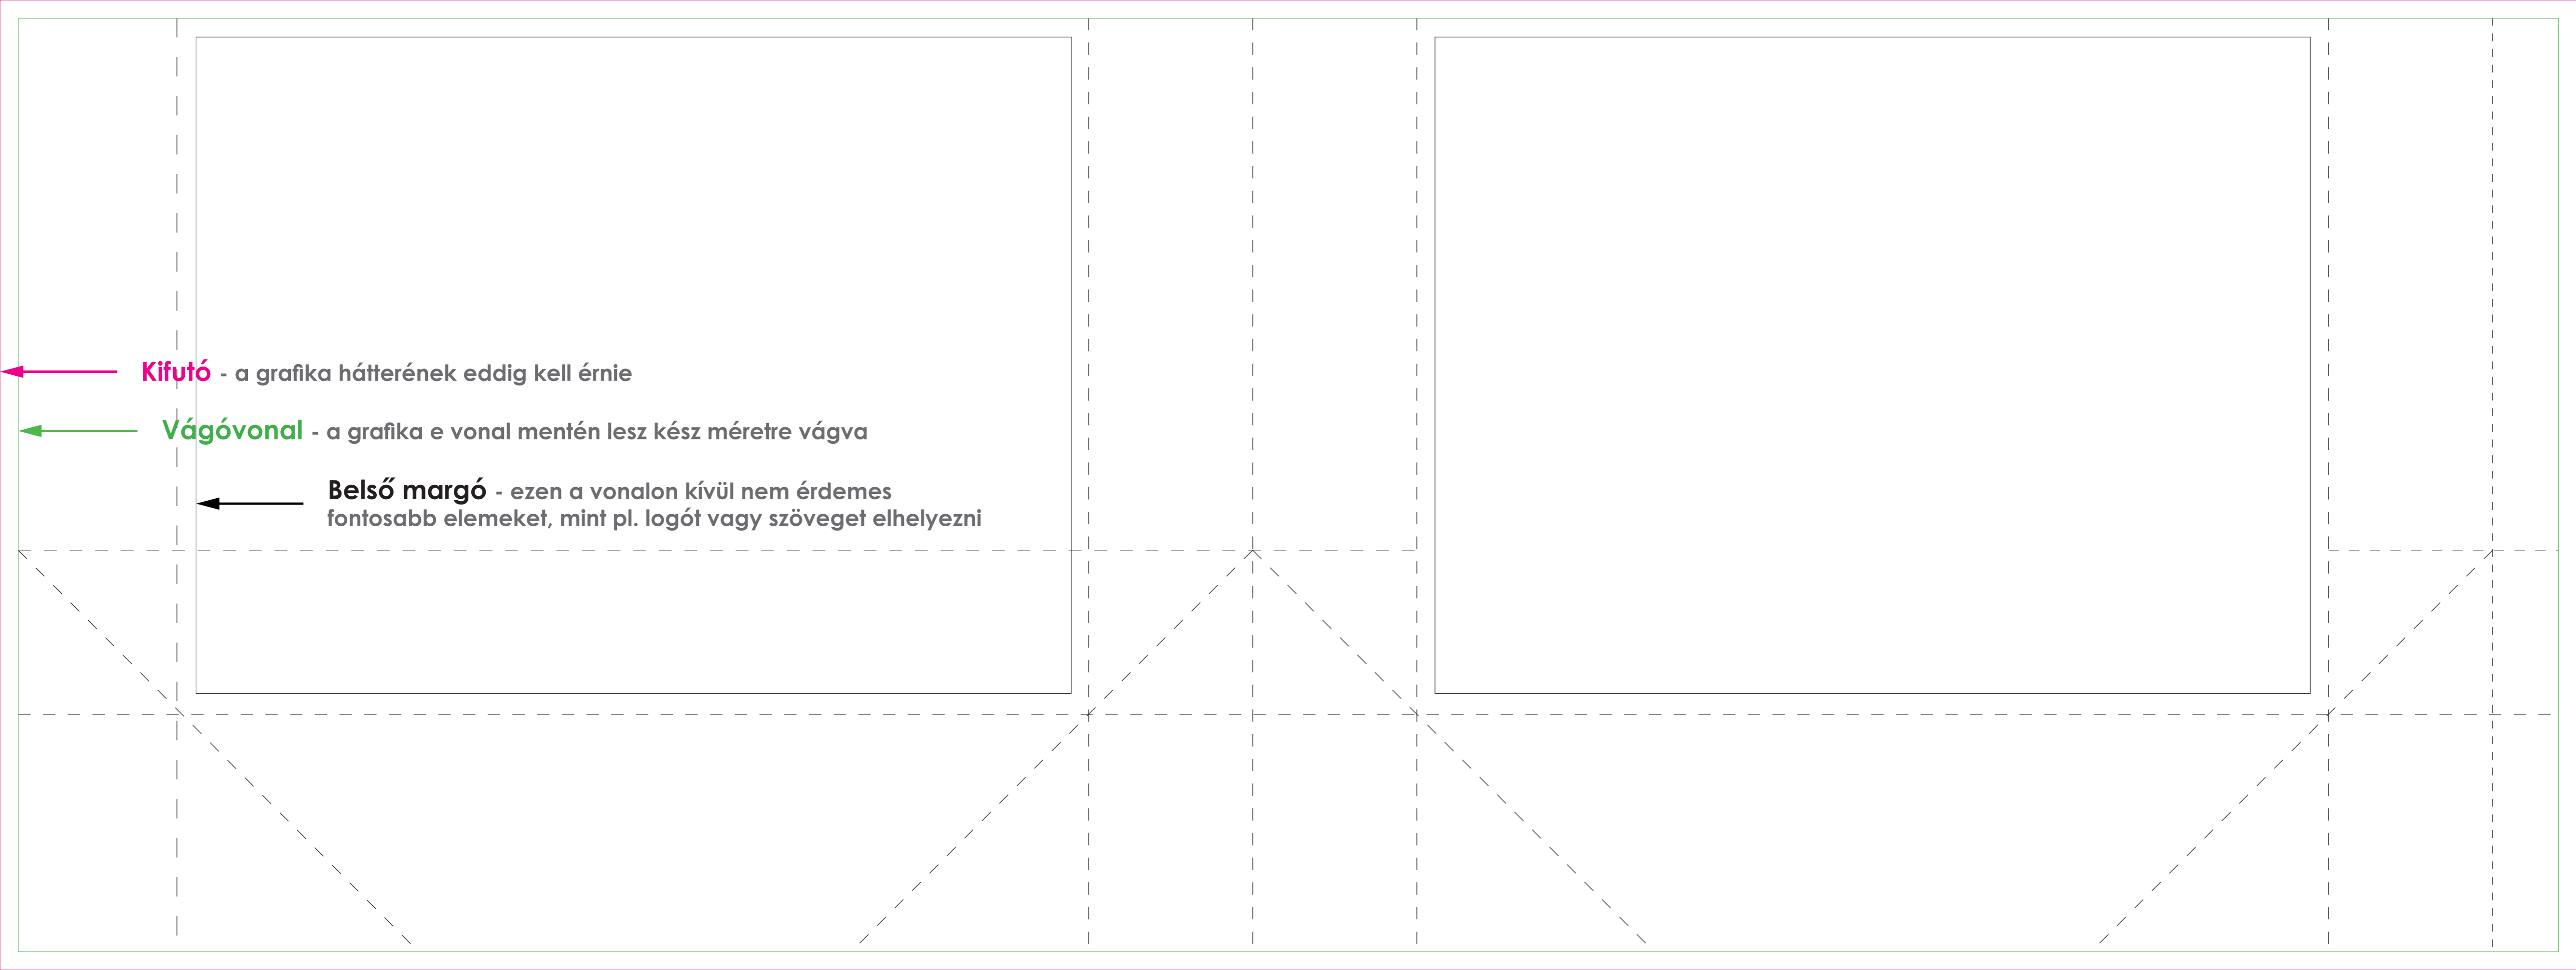 Kifutó - a grafika hátterének eddig kell érnie
Vágóvonal - a grafika e vonal mentén lesz kész méretre vágva
Belső margó - ezen a vonalon kívül nem érdemes
fontosabb elemeket, mint pl. logót vagy szöveget elhelyezni